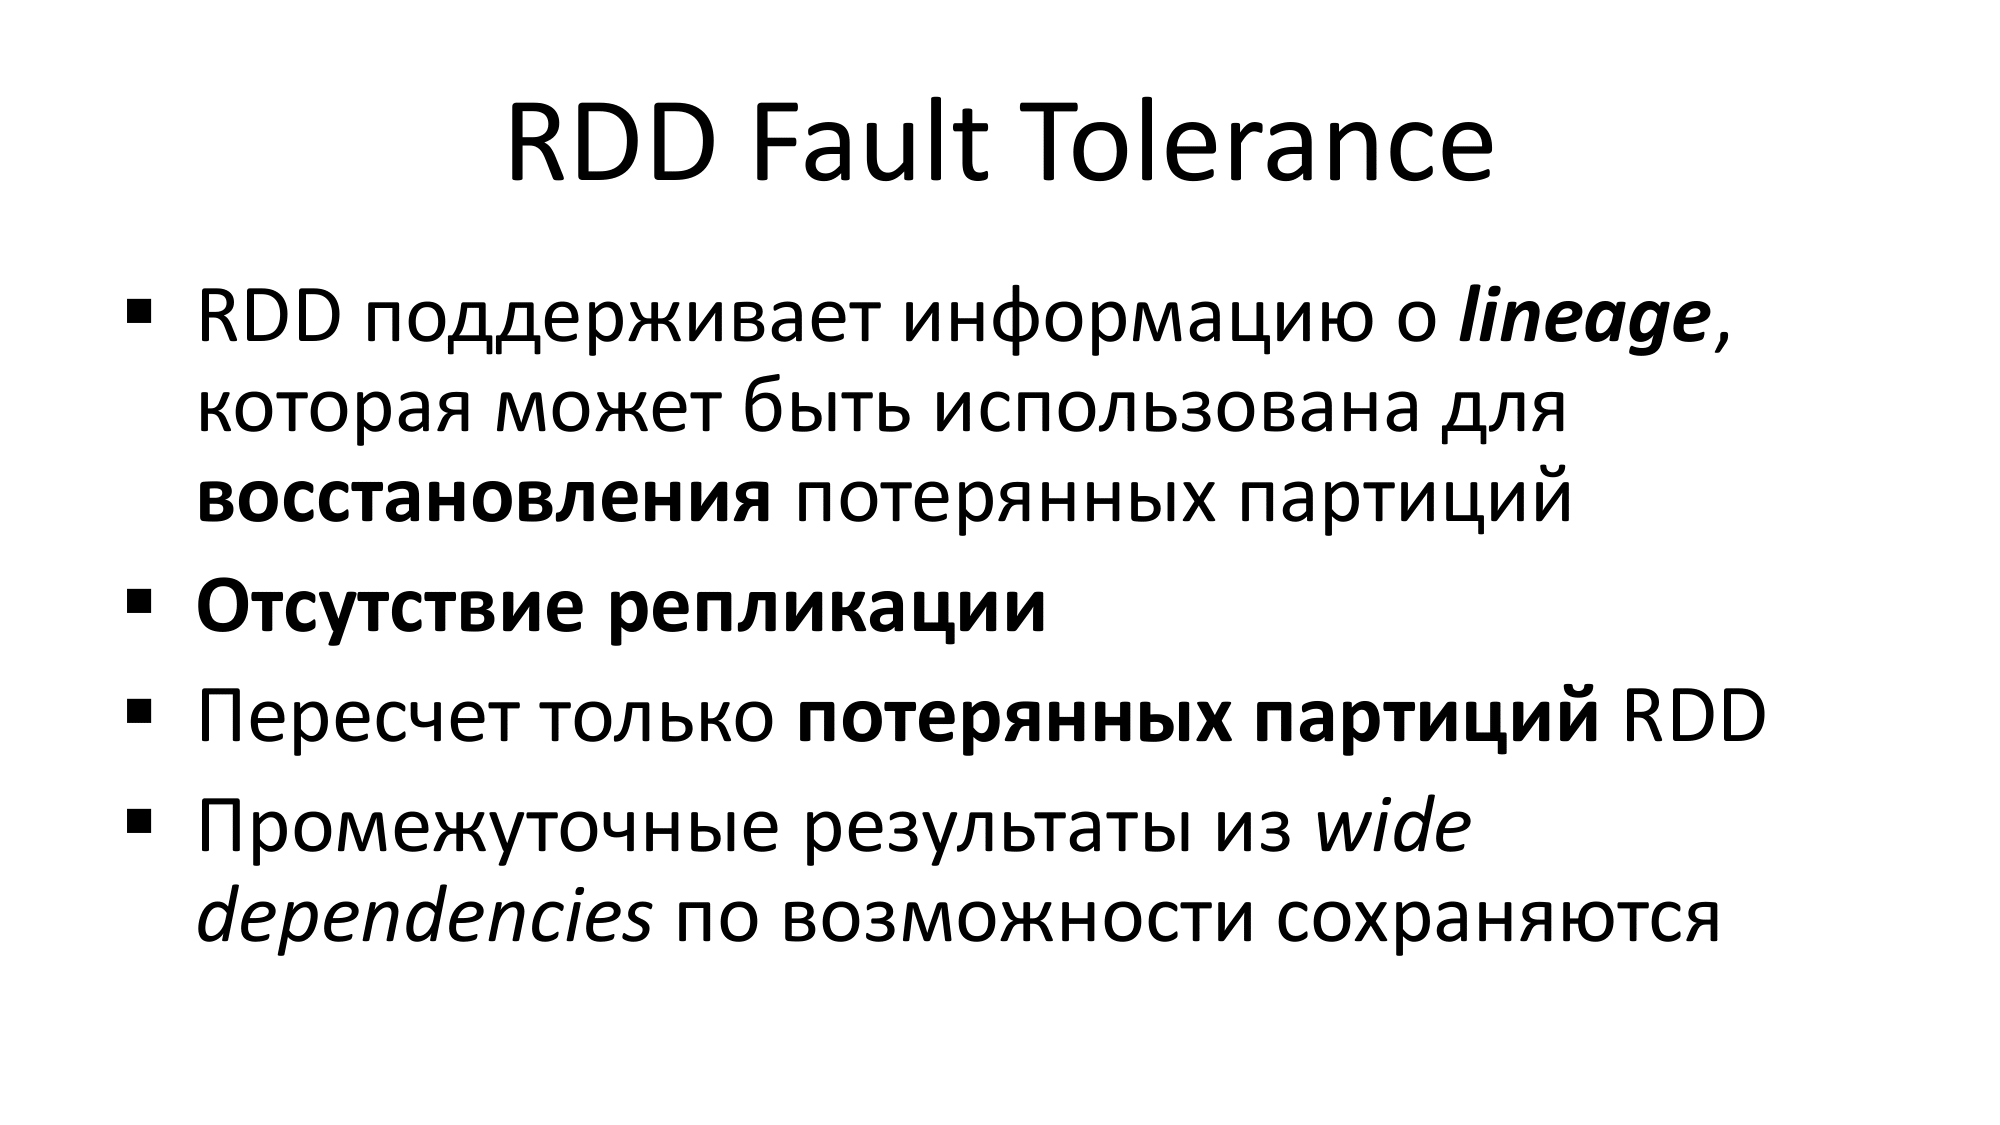 RDD Fault Tolerance
▪ RDD поддерживает информацию о lineage,
которая может быть использована для
восстановления потерянных партиций
▪ Отсутствие репликации
▪ Пересчет только потерянных партиций RDD
▪ Промежуточные результаты из wide
dependencies по возможности сохраняются